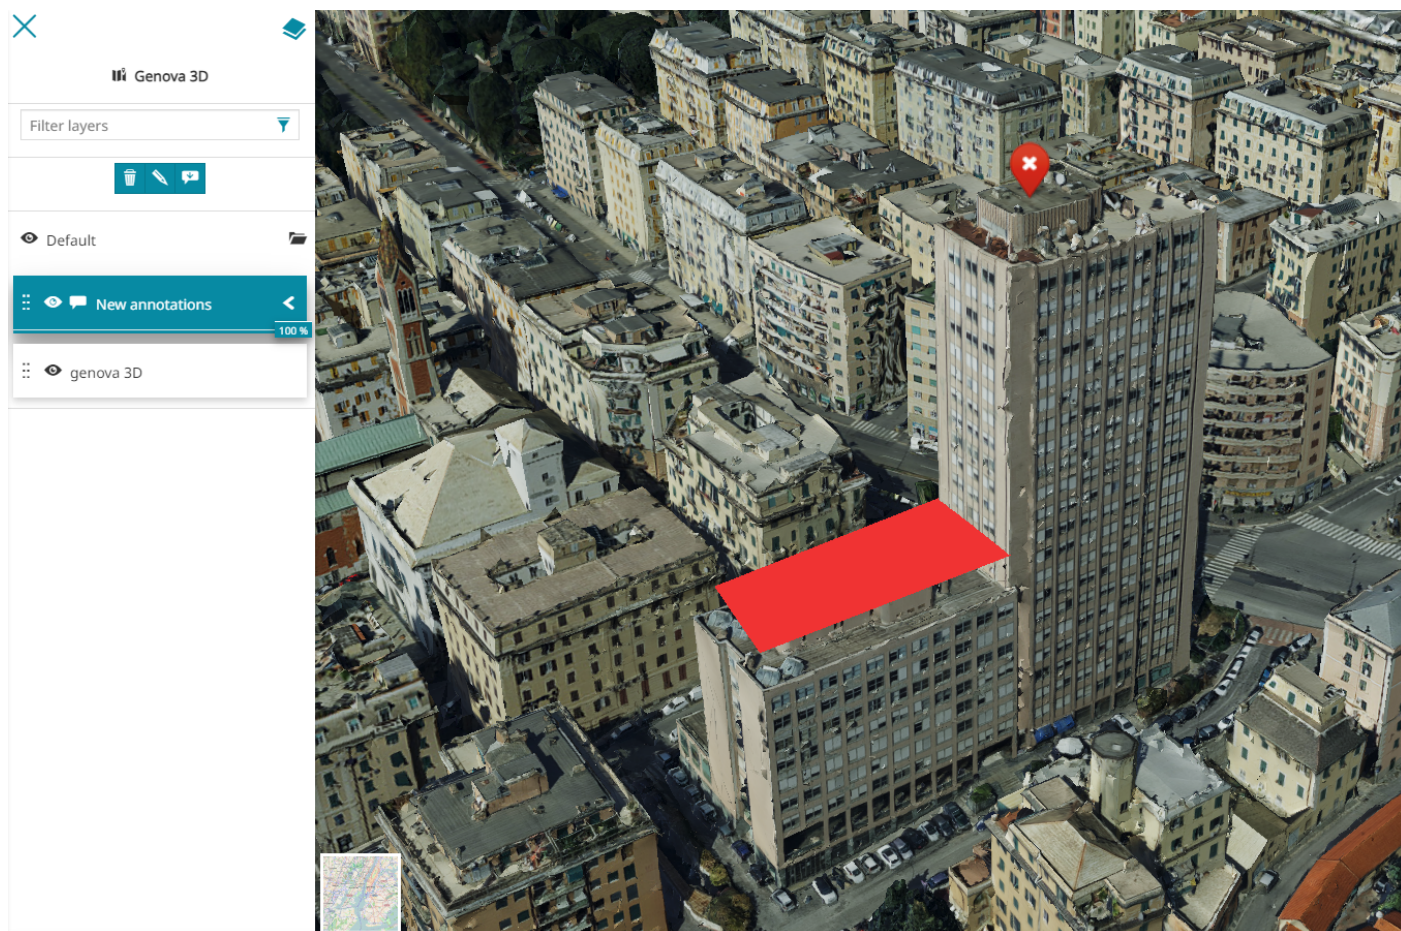 Genova 3D
Filter layers
Default
New annotations
100 %
genova 3D